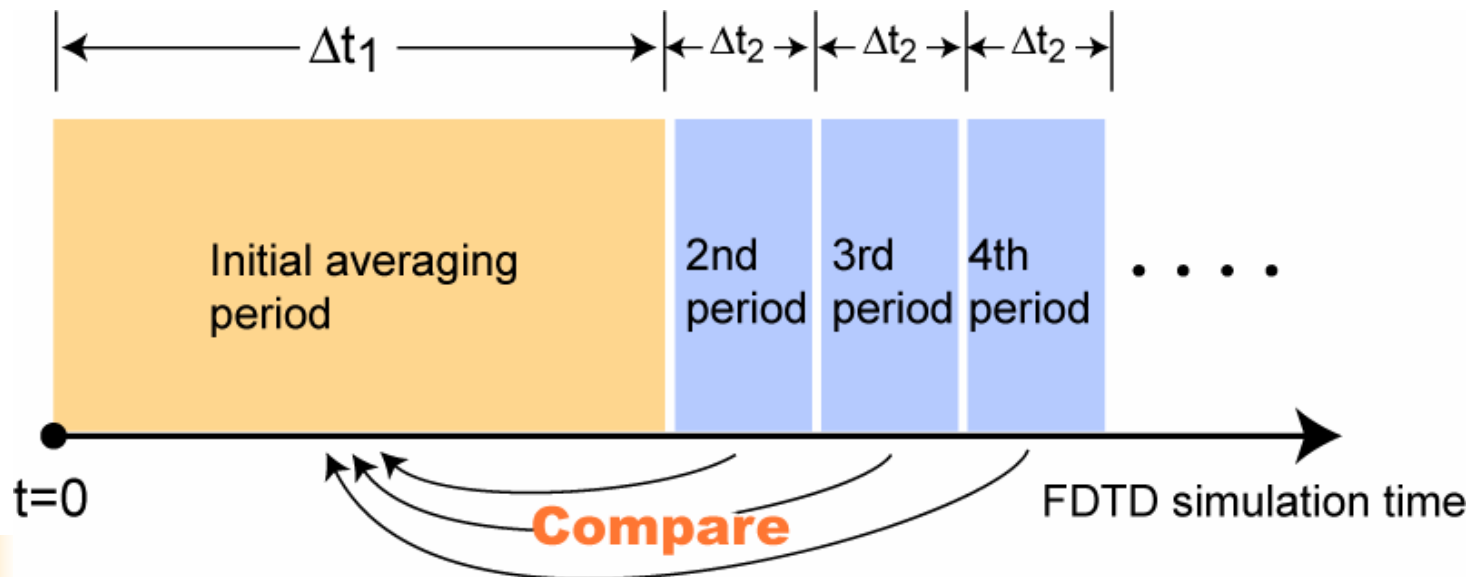 Δt₁
Δt₂
Δt₂
Δt₂
Initial averaging
period
2nd
period
3rd
period
4th
period
. . . .
t=0
FDTD simulation time
Compare